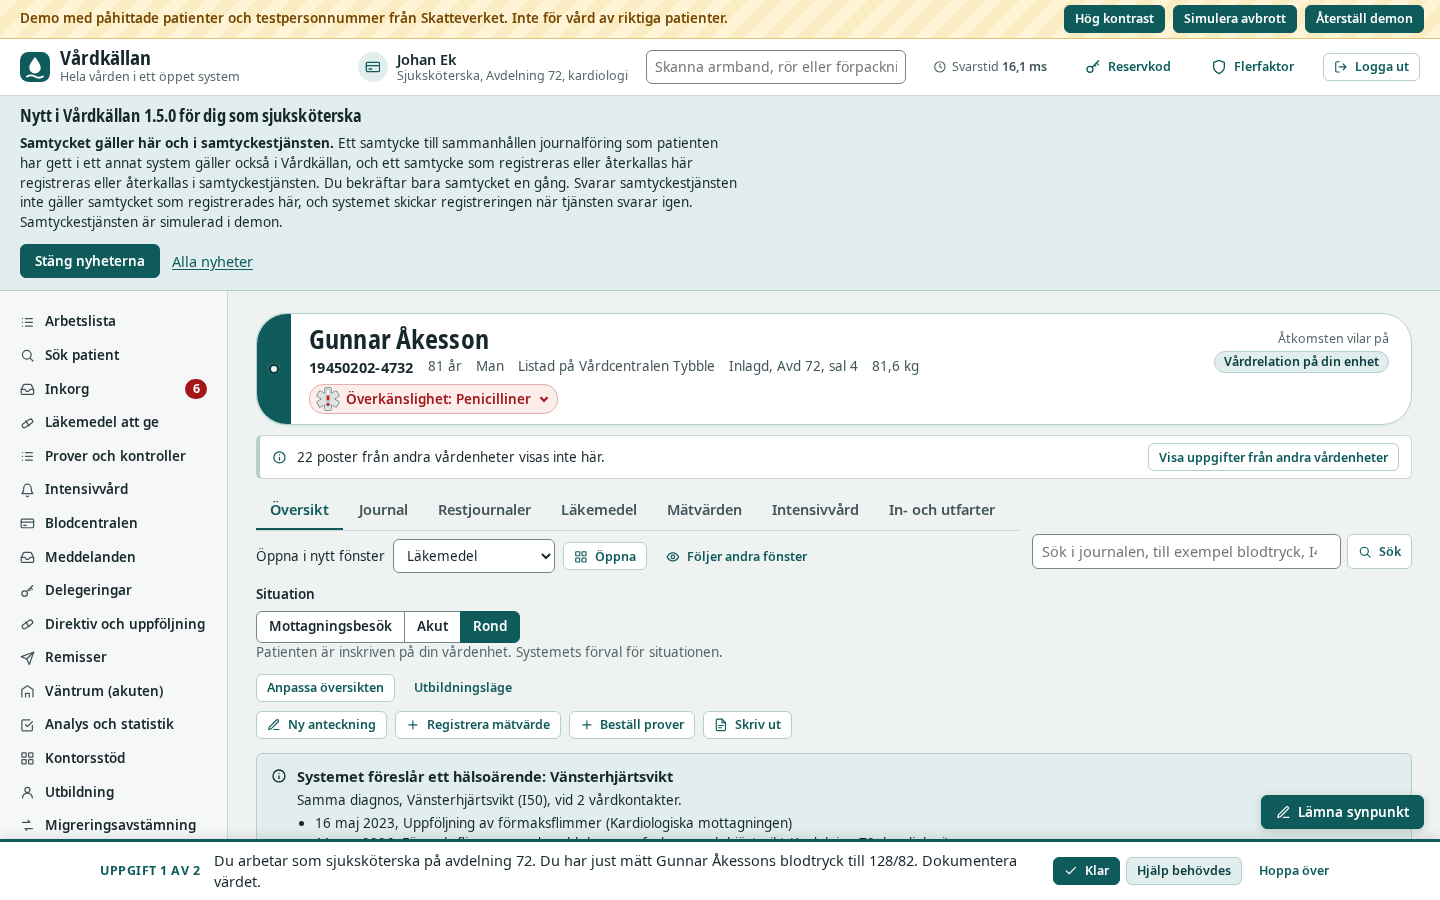 Demo med påhittade patienter och testpersonnummer från Skatteverket. Inte för vård av riktiga patienter.
Hög kontrast
Simulera avbrott
Återställ demon
Vårdkällan
Hela vården i ett öppet system
Johan Ek
Sjuksköterska, Avdelning 72, kardiologi
Skanna armband, rör eller förpackni
Svarstid 16,1 ms
Reservkod
Flerfaktor
Logga ut
Nytt i Vårdkällan 1.5.0 för dig som sjuksköterska
Samtycket gäller här och i samtyckestjänsten. Ett samtycke till sammanhållen journalföring som patienten
har gett i ett annat system gäller också i Vårdkällan, och ett samtycke som registreras eller återkallas här
registreras eller återkallas i samtyckestjänsten. Du bekräftar bara samtycket en gång. Svarar samtyckestjänsten
inte gäller samtycket som registrerades här, och systemet skickar registreringen när tjänsten svarar igen.
Samtyckestjänsten är simulerad i demon.
Stäng nyheterna
Alla nyheter
Arbetslista
Sök patient
Inkorg
6
Läkemedel att ge
Prover och kontroller
Intensivvård
Blodcentralen
Meddelanden
Delegeringar
Direktiv och uppföljning
Remisser
Väntrum (akuten)
Analys och statistik
Kontorsstöd
Utbildning
Migreringsavstämning
Gunnar Åkesson
19450202-4732 81 år Man Listad på Vårdcentralen Tybble Inlagd, Avd 72, sal 4 81,6 kg
Överkänslighet: Penicilliner
Åtkomsten vilar på
Vårdrelation på din enhet
22 poster från andra vårdenheter visas inte här.
Visa uppgifter från andra vårdenheter
Översikt
Journal
Restjournaler
Läkemedel
Mätvärden
Intensivvård
In- och utfarter
Öppna i nytt fönster
Läkemedel
Öppna
Följer andra fönster
Sök i journalen, till exempel blodtryck, I4
Sök
Situation
Mottagningsbesök
Akut
Rond
Patienten är inskriven på din vårdenhet. Systemets förval för situationen.
Anpassa översikten
Utbildningsläge
Ny anteckning
Registrera mätvärde
Beställ prover
Skriv ut
Systemet föreslår ett hälsoärende: Vänsterhjärtsvikt
Samma diagnos, Vänsterhjärtsvikt (I50), vid 2 vårdkontakter.
16 maj 2023, Uppföljning av förmaksflimmer (Kardiologiska mottagningen)
Lämna synpunkt
UPPGIFT 1 AV 2
Du arbetar som sjuksköterska på avdelning 72. Du har just mätt Gunnar Åkessons blodtryck till 128/82. Dokumentera
värdet.
Klar
Hjälp behövdes
Hoppa över